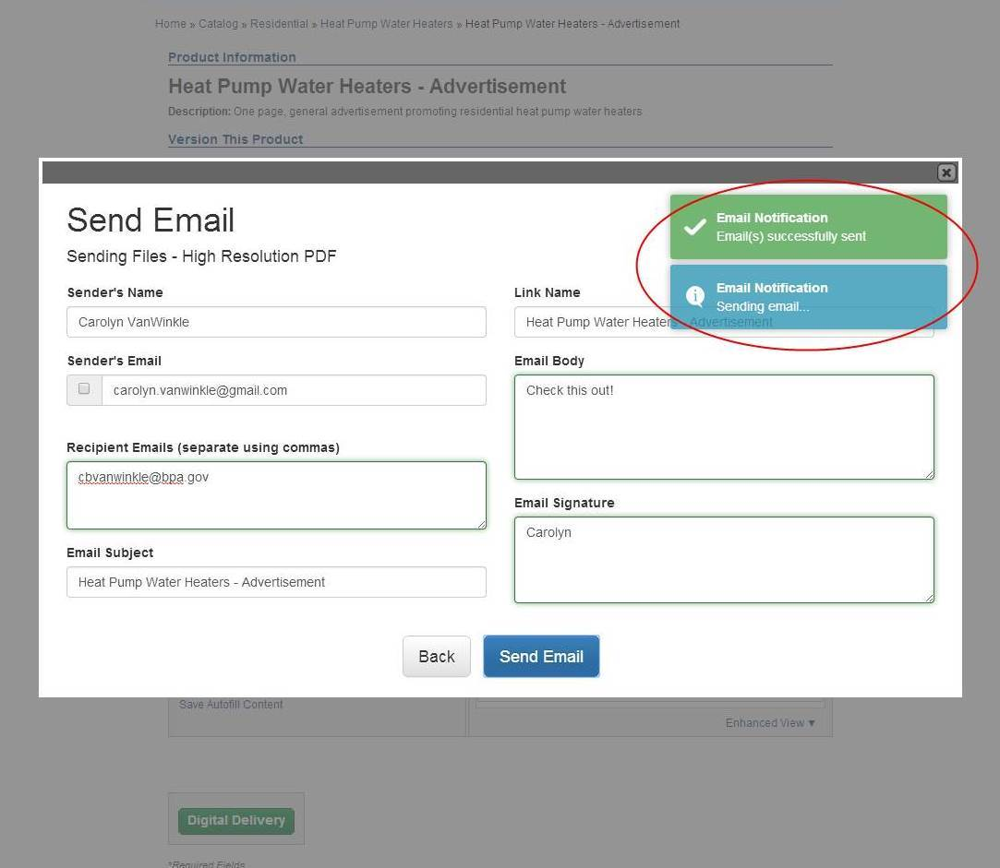 Home » Catalog » Residential » Heat Pump Water Heaters » Heat Pump Water Heaters - Advertisement
Product Information
Heat Pump Water Heaters - Advertisement
Description: One page, general advertisement promoting residential heat pump water heaters
Version This Product
Send Email
Sending Files - High Resolution PDF
Email Notification
Email(s) successfully sent
Email Notification
Sending email...
Sender's Name
Carolyn VanWinkle
Sender's Email
carolyn.vanwinkle@gmail.com
Recipient Emails (separate using commas)
cbvanwinkle@bpa.gov
Email Subject
Heat Pump Water Heaters - Advertisement
Link Name
Heat Pump Water Heaters - Advertisement
Email Body
Check this out!
Email Signature
Carolyn
Back
Send Email
Save Autofill Content
Enhanced View ▼
Digital Delivery
*Required Fields